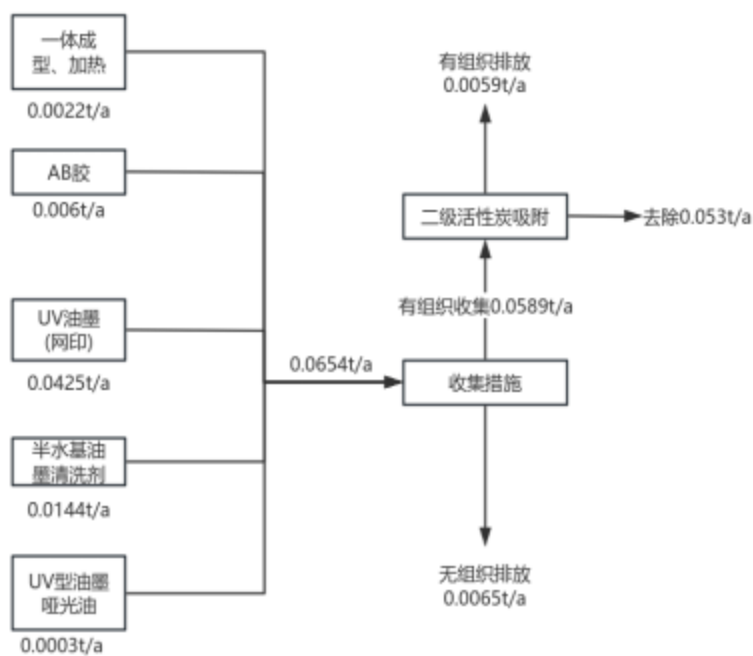 一体成
型、加热
0.0022t/a
AB胶
0.006t/a
UV油墨
(网印)
0.0425t/a
半水基油
墨清洗剂
0.0144t/a
UV型油墨
哑光油
0.0003t/a
0.0654t/a
有组织排放
0.0059t/a
二级活性炭吸附
去除0.053t/a
有组织收集0.0589t/a
收集措施
无组织排放
0.0065t/a